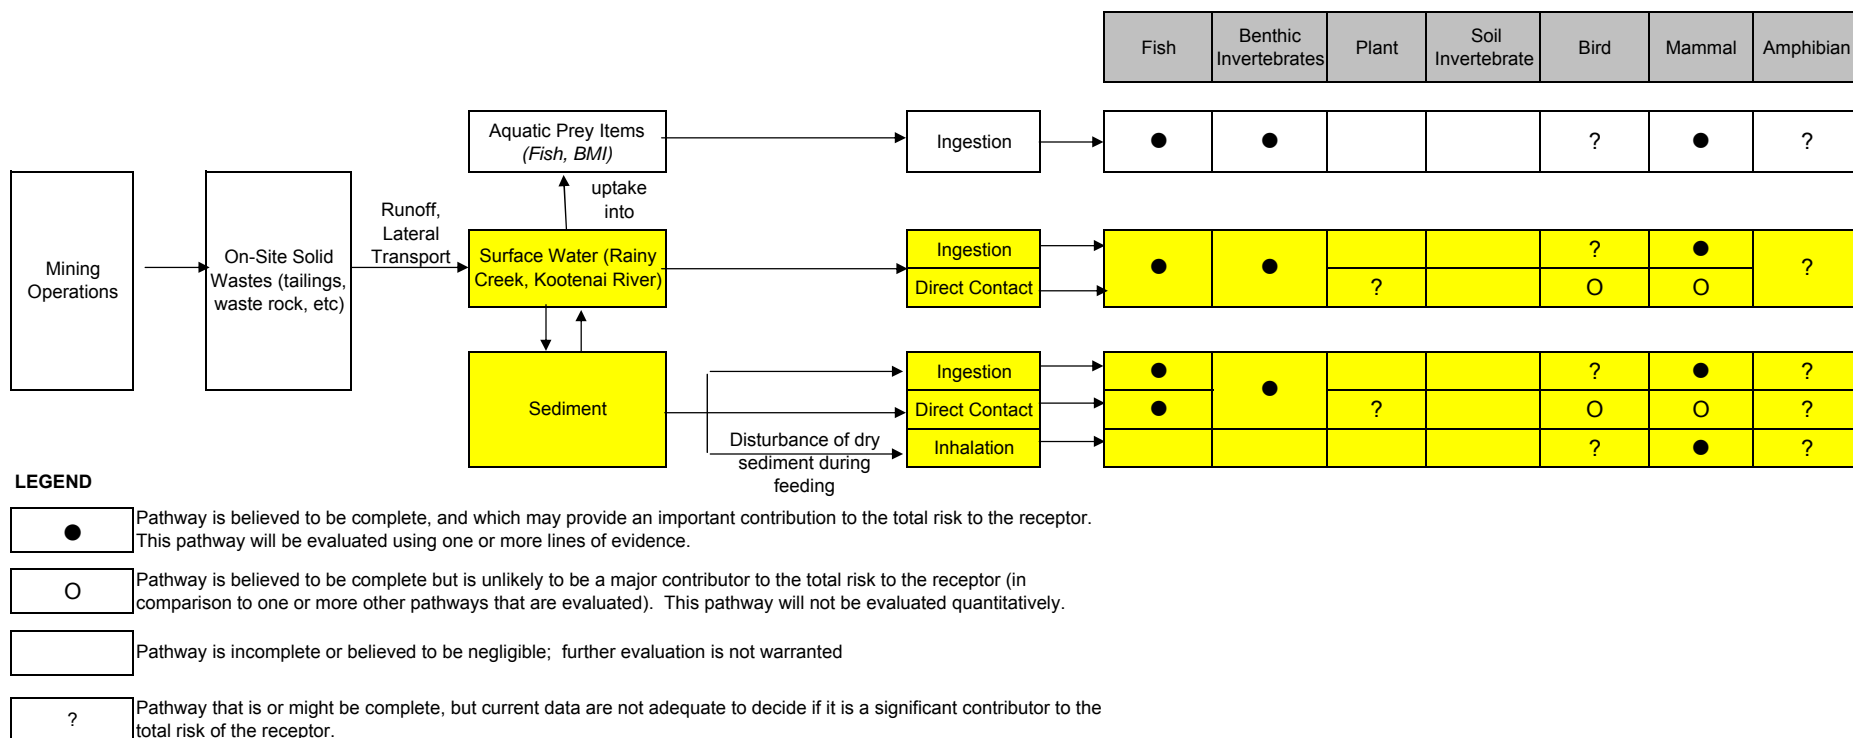 Fish
Benthic
Invertebrates
Plant
Soil
Invertebrate
Bird
Mammal
Amphibian
Aquatic Prey Items
(Fish, BMI)
Ingestion
●
●
?
●
?
uptake
into
Mining
Operations
On-Site Solid
Wastes (tailings,
waste rock, etc)
Runoff,
Lateral
Transport
Surface Water (Rainy
Creek, Kootenai River)
Ingestion
Direct Contact
●
●
?
●
?
?
O
O
Sediment
Ingestion
●
●
?
●
?
Direct Contact
●
?
O
O
?
Disturbance of dry
sediment during
feeding
Inhalation
?
●
?
LEGEND
●
Pathway is believed to be complete, and which may provide an important contribution to the total risk to the receptor.
This pathway will be evaluated using one or more lines of evidence.
O
Pathway is believed to be complete but is unlikely to be a major contributor to the total risk to the receptor (in
comparison to one or more other pathways that are evaluated).  This pathway will not be evaluated quantitatively.
Pathway is incomplete or believed to be negligible;  further evaluation is not warranted
?
Pathway that is or might be complete, but current data are not adequate to decide if it is a significant contributor to the
total risk of the receptor.